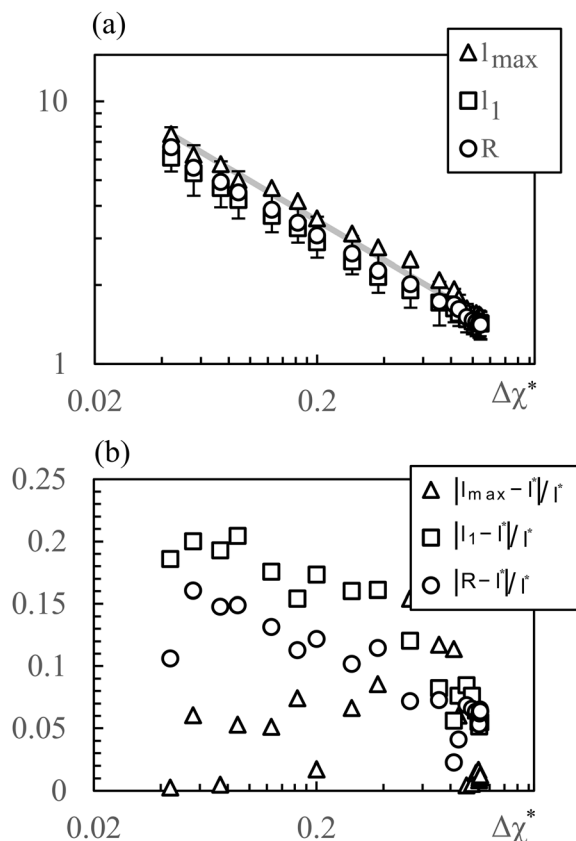 (a)
l_max
l_1
R
10
1
0.02
0.2
Δχ*
(b)
0.25
0.2
0.15
0.1
0.05
0
|l_max – l*|/l*
|l_1 – l*|/l*
|R – l*|/l*
0.02
0.2
Δχ*